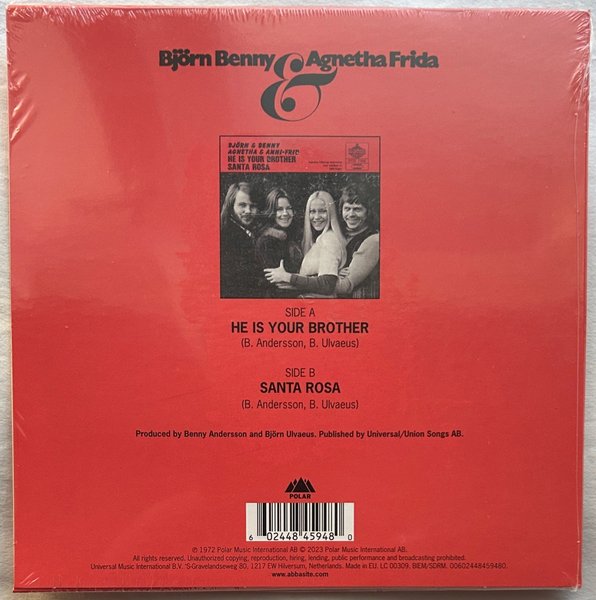 Björn Benny & Agnetha Frida
BJÖRN & BENNY
AGNETHA & ANNI-FRID
HE IS YOUR BROTHER
SANTA ROSA
SIDE A
HE IS YOUR BROTHER
(B. Andersson, B. Ulvaeus)
SIDE B
SANTA ROSA
(B. Andersson, B. Ulvaeus)
Produced by Benny Andersson and Björn Ulvaeus. Published by Universal/Union Songs AB.
POLAR
6 02448 45948 0
℗ 1972 Polar Music International AB © 2023 Polar Music International AB.
All rights reserved. Unauthorized copying, reproduction, hiring, lending, public performance and broadcasting prohibited.
Universal Music International B.V. 'S-Gravelandseweg 80, 1217 EW Hilversum, Netherlands. Made in EU. LC 00309. BIEM/SDRM. 00602448459480.
www.abbasite.com